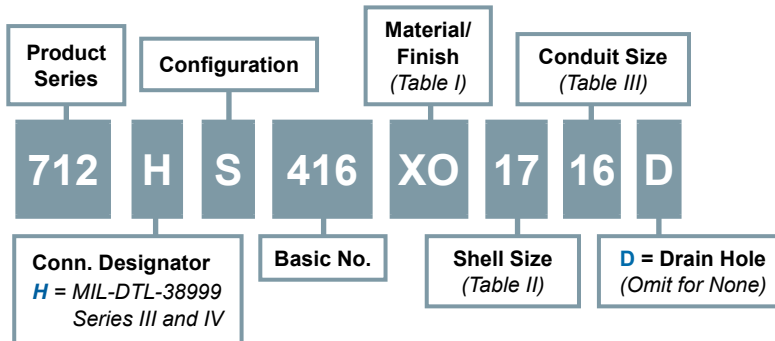 Product
Series
Configuration
Material/
Finish
(Table I)
Conduit Size
(Table III)
712 H S 416 XO 17 16 D
Conn. Designator
H = MIL-DTL-38999
Series III and IV
Basic No.
Shell Size
(Table II)
D = Drain Hole
(Omit for None)